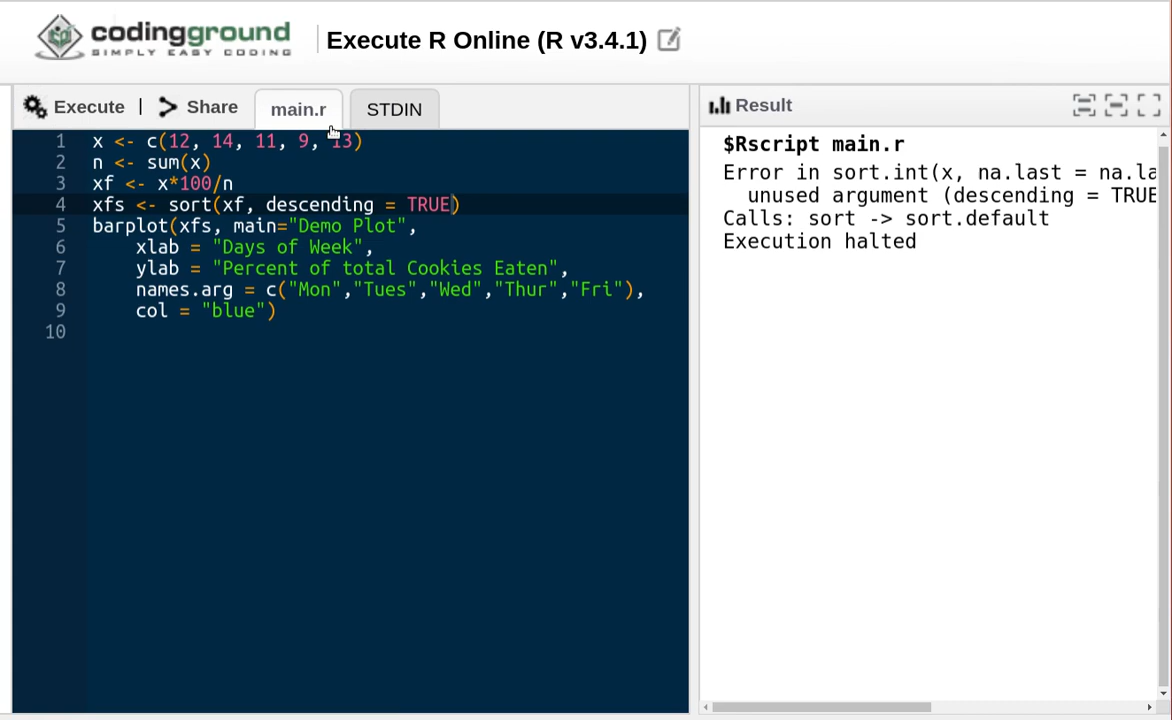 codingground
SIMPLY EASY CODING
Execute R Online (R v3.4.1)
Execute | Share main.r STDIN
1 x <- c(12, 14, 11, 9, 13)
2 n <- sum(x)
3 xf <- x*100/n
4 xfs <- sort(xf, descending = TRUE)
5 barplot(xfs, main="Demo Plot",
6 xlab = "Days of Week",
7 ylab = "Percent of total Cookies Eaten",
8 names.arg = c("Mon","Tues","Wed","Thur","Fri"),
9 col = "blue")
10
Result
$Rscript main.r
Error in sort.int(x, na.last = na.la
unused argument (descending = TRUE
Calls: sort -> sort.default
Execution halted